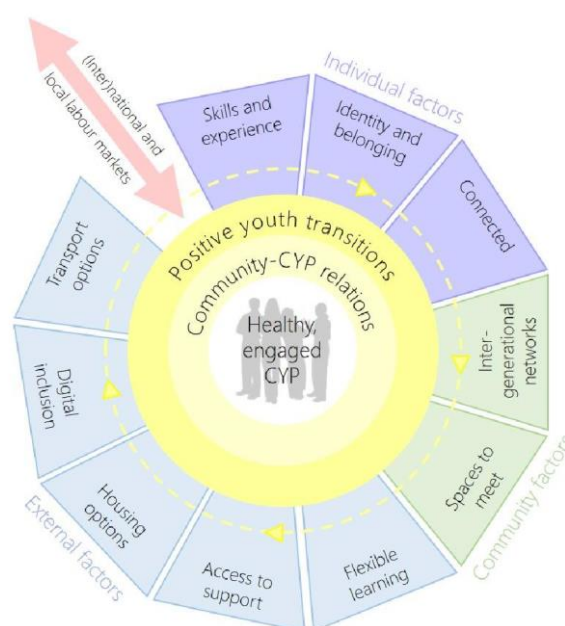 (Inter)national and
local labour markets
Individual factors
Skills and
experience
Identity and
belonging
Connected
Inter-
generational
networks
Spaces to
meet
Community factors
Flexible
learning
Access to
support
Housing
options
External factors
Digital
inclusion
Transport
options
Positive youth transitions
Community-CYP relations
Healthy,
engaged
CYP